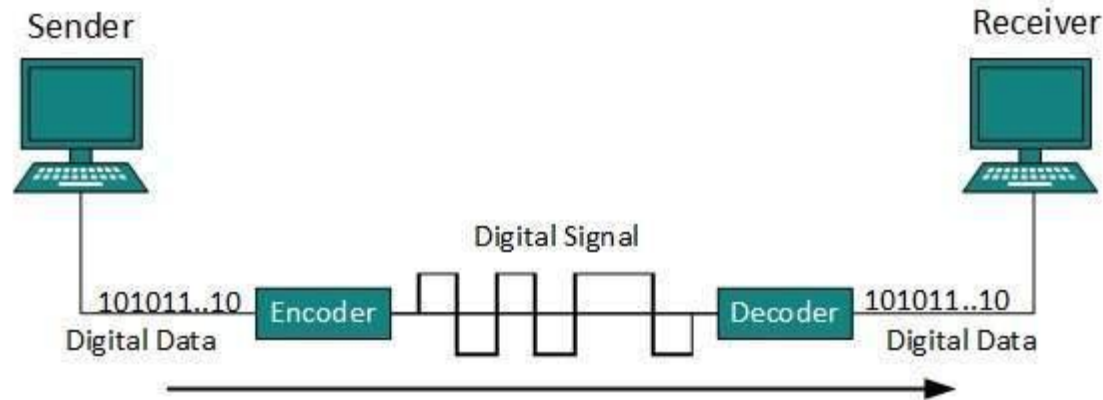 Sender
Receiver
Digital Signal
101011..10
Encoder
Decoder
101011..10
Digital Data
Digital Data